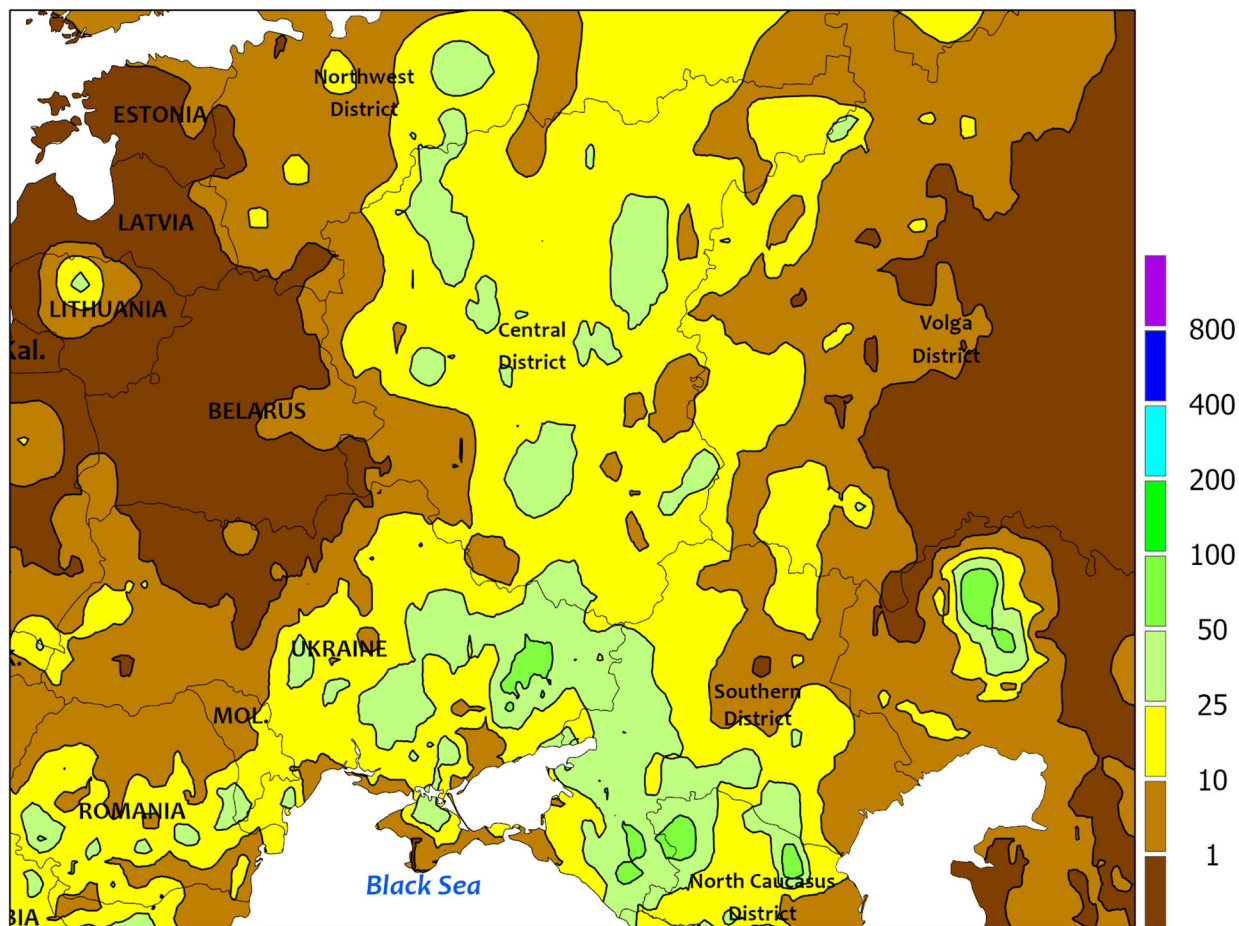 Northwest
District
ESTONIA
LATVIA
LITHUANIA
Kal.
BELARUS
Central
District
Volga
District
800
400
200
100
50
25
10
1
UKRAINE
K.
MOL.
Southern
District
ROMANIA
Black Sea
North Caucasus
District
BIA